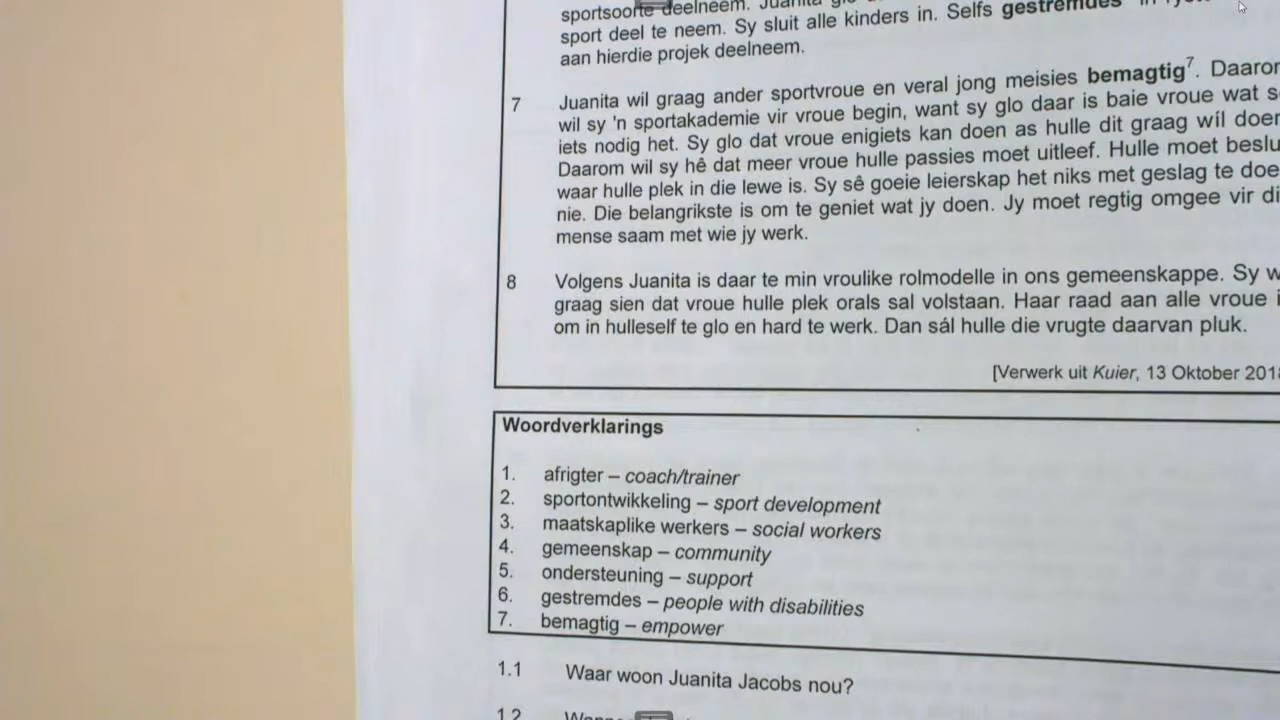 sportsoorte deelneem. Juanita
sport deel te neem. Sy sluit alle kinders in. Selfs gestremdes
aan hierdie projek deelneem.
7 Juanita wil graag ander sportvroue en veral jong meisies bemagtig7. Daarom
wil sy 'n sportakademie vir vroue begin, want sy glo daar is baie vroue wat
iets nodig het. Sy glo dat vroue enigiets kan doen as hulle dit graag wíl doen
Daarom wil sy hê dat meer vroue hulle passies moet uitleef. Hulle moet beslu
waar hulle plek in die lewe is. Sy sê goeie leierskap het niks met geslag te doe
nie. Die belangrikste is om te geniet wat jy doen. Jy moet regtig omgee vir di
mense saam met wie jy werk.
8 Volgens Juanita is daar te min vroulike rolmodelle in ons gemeenskappe. Sy w
graag sien dat vroue hulle plek orals sal volstaan. Haar raad aan alle vroue i
om in hulleself te glo en hard te werk. Dan sál hulle die vrugte daarvan pluk.
[Verwerk uit Kuier, 13 Oktober 2018
Woordverklarings
1. afrigter – coach/trainer
2. sportontwikkeling – sport development
3. maatskaplike werkers – social workers
4. gemeenskap – community
5. ondersteuning – support
6. gestremdes – people with disabilities
7. bemagtig – empower
1.1 Waar woon Juanita Jacobs nou?
1.2